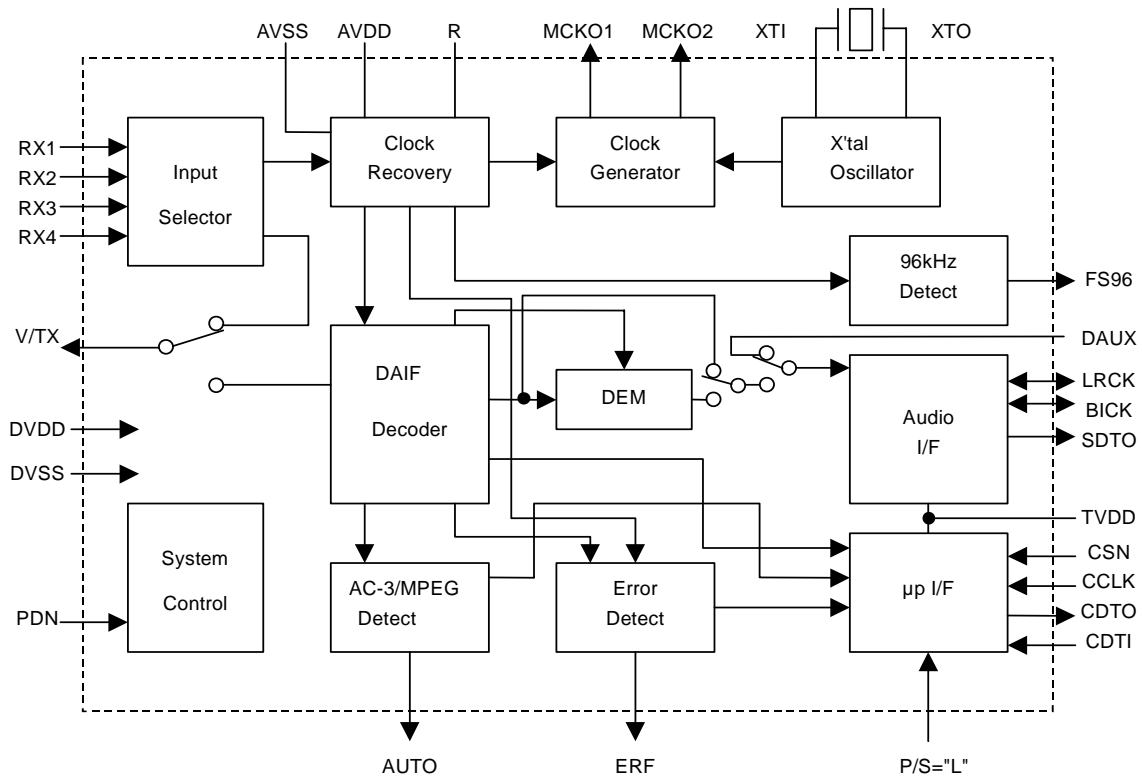 AVSS AVDD R MCKO1 MCKO2 XTI XTO
RX1
RX2
RX3
RX4
Input
Selector
Clock
Recovery
Clock
Generator
X'tal
Oscillator
96kHz
Detect
FS96
V/TX
DAUX
DAIF
Decoder
DEM
Audio
I/F
LRCK
BICK
SDTO
DVDD
DVSS
TVDD
System
Control
PDN
AC-3/MPEG
Detect
Error
Detect
µp I/F
CSN
CCLK
CDTO
CDTI
AUTO ERF P/S="L"